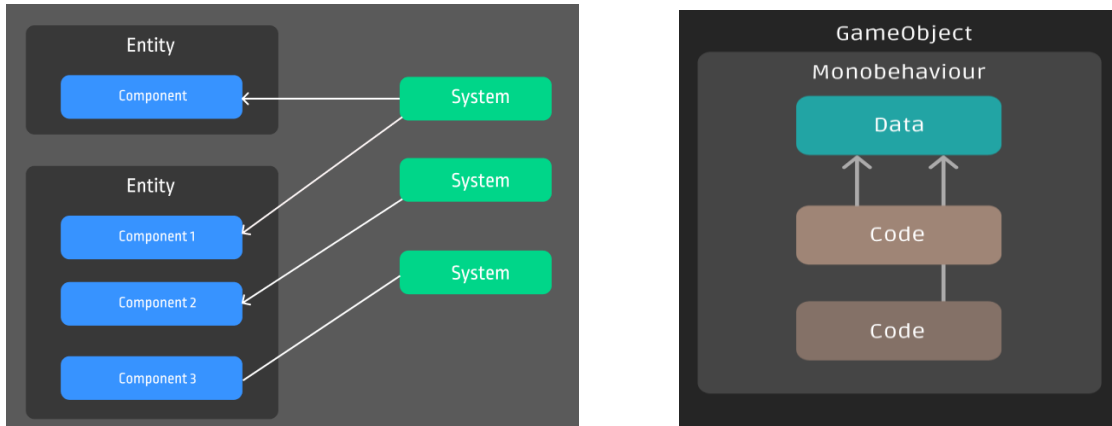 Entity
Component
System
Entity
System
Component 1
System
Component 2
Component 3
GameObject
Monobehaviour
Data
Code
Code